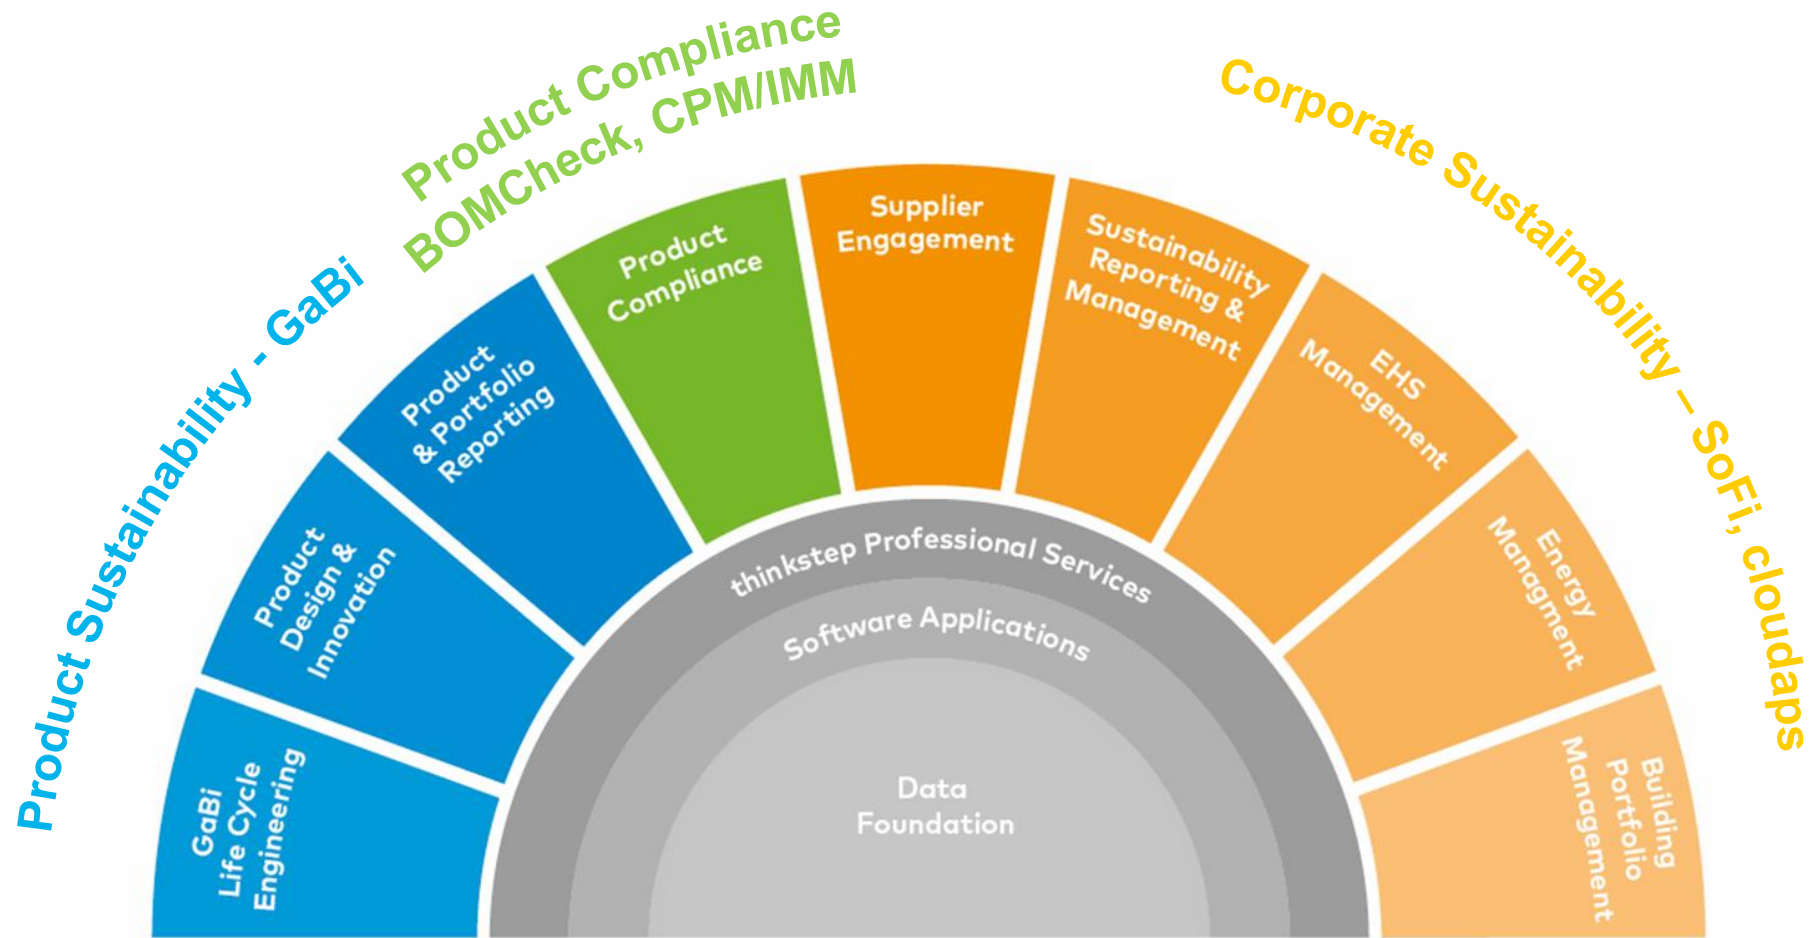 Product Sustainability - GaBi
Product Compliance
BOMCheck, CPM/IMM
Corporate Sustainability – SoFi, cloudaps
GaBi
Life Cycle
Engineering
Product
Design &
Innovation
Product
& Portfolio
Reporting
Product
Compliance
Supplier
Engagement
Sustainability
Reporting &
Management
EHS
Management
Energy
Managment
Building
Portfolio
Management
thinkstep Professional Services
Software Applications
Data
Foundation